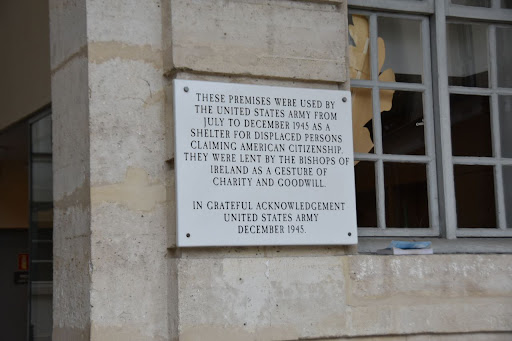 THESE PREMISES WERE USED BY
THE UNITED STATES ARMY FROM
JULY TO DECEMBER 1945 AS A
SHELTER FOR DISPLACED PERSONS
CLAIMING AMERICAN CITIZENSHIP.
THEY WERE LENT BY THE BISHOPS OF
IRELAND AS A GESTURE OF
CHARITY AND GOODWILL.
IN GRATEFUL ACKNOWLEDGEMENT
UNITED STATES ARMY
DECEMBER 1945.